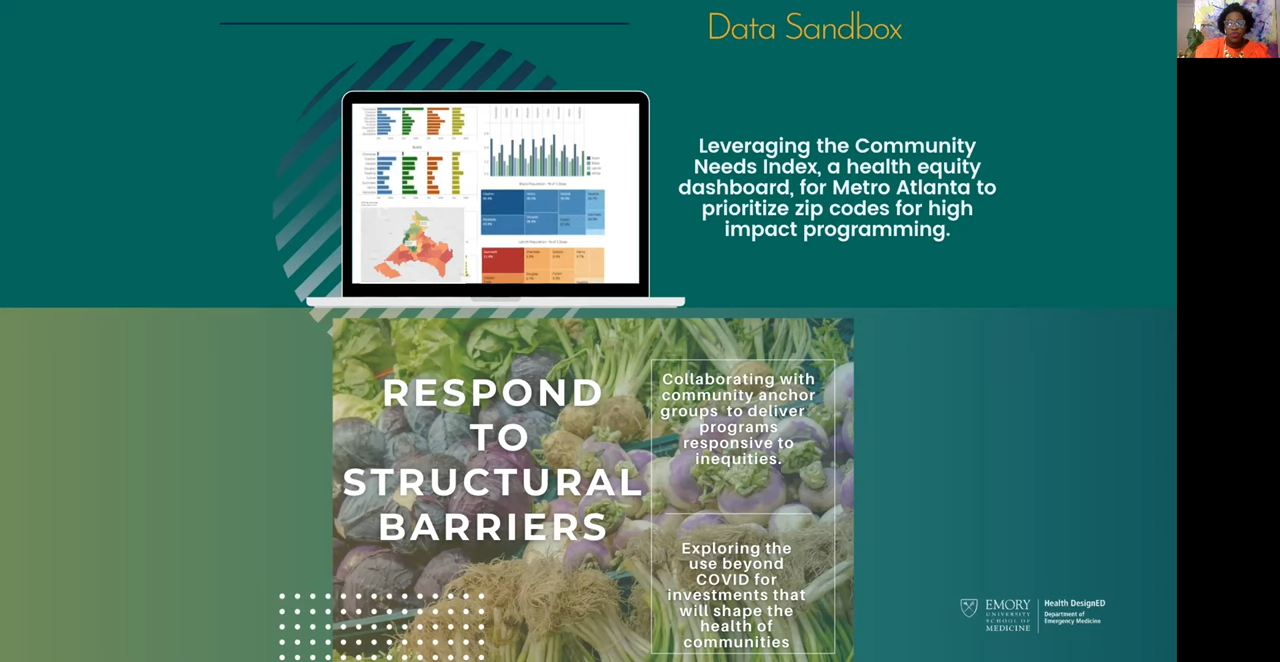 Data Sandbox
Leveraging the Community
Needs Index, a health equity
dashboard, for Metro Atlanta to
prioritize zip codes for high
impact programming.
RESPOND
TO
STRUCTURAL
BARRIERS
Collaborating with
community anchor
groups to deliver
programs
responsive to
inequities.
Exploring the
use beyond
COVID for
investments that
will shape the
health of
communities
EMORY
UNIVERSITY
SCHOOL OF
MEDICINE
Health DesignED
Department of
Emergency Medicine